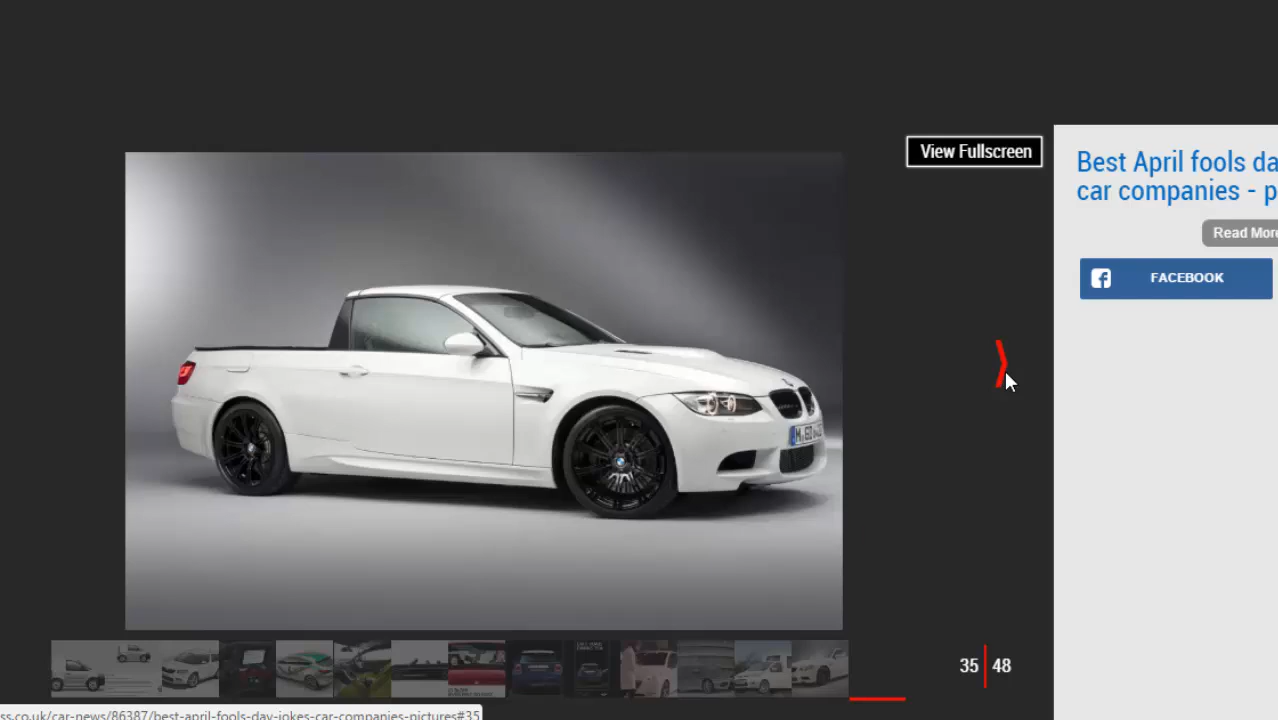 View Fullscreen
Best April fools da
car companies - p
Read More
FACEBOOK
35 48
ss.co.uk/car-news/86387/best-april-fools-day-jokes-car-companies-pictures#35